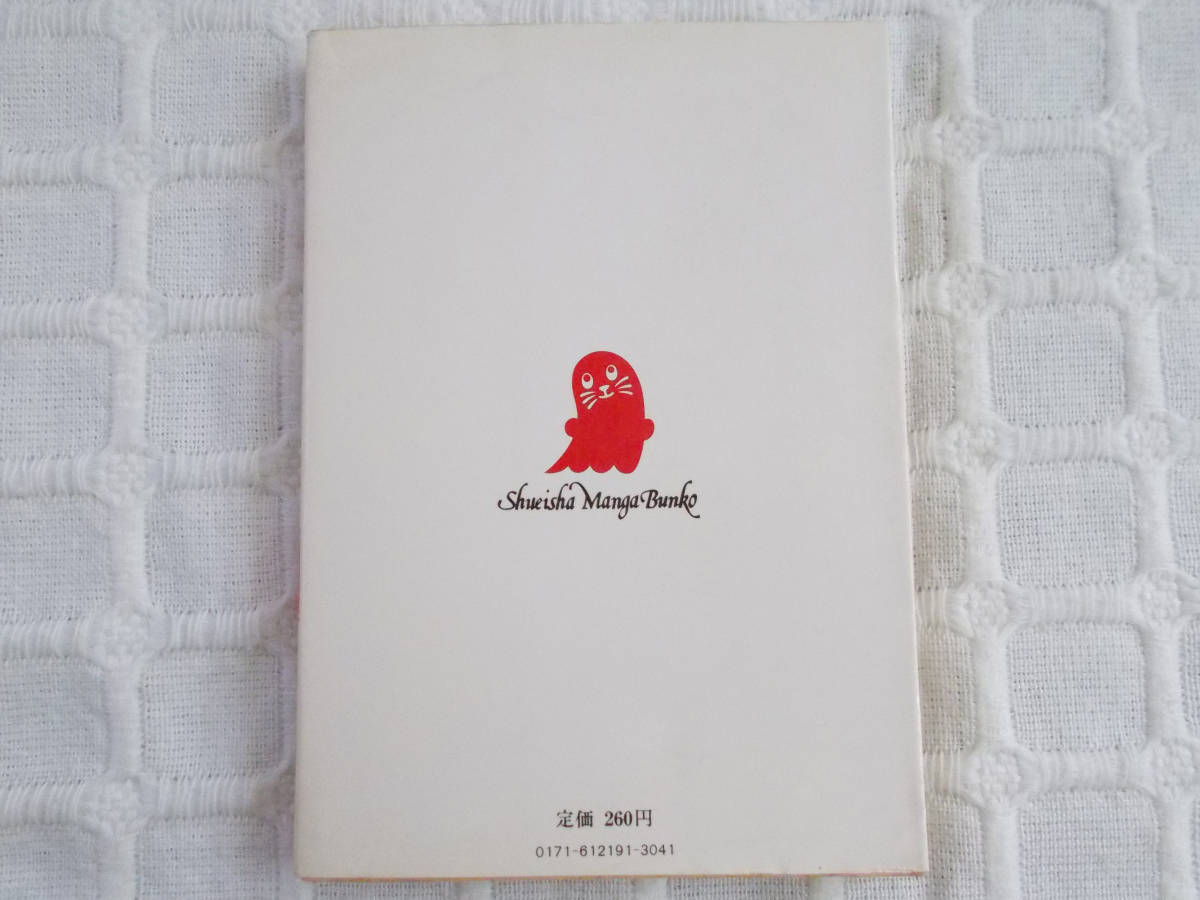 Shueisha Manga Bunko
定価 260円
0171-612191-3041